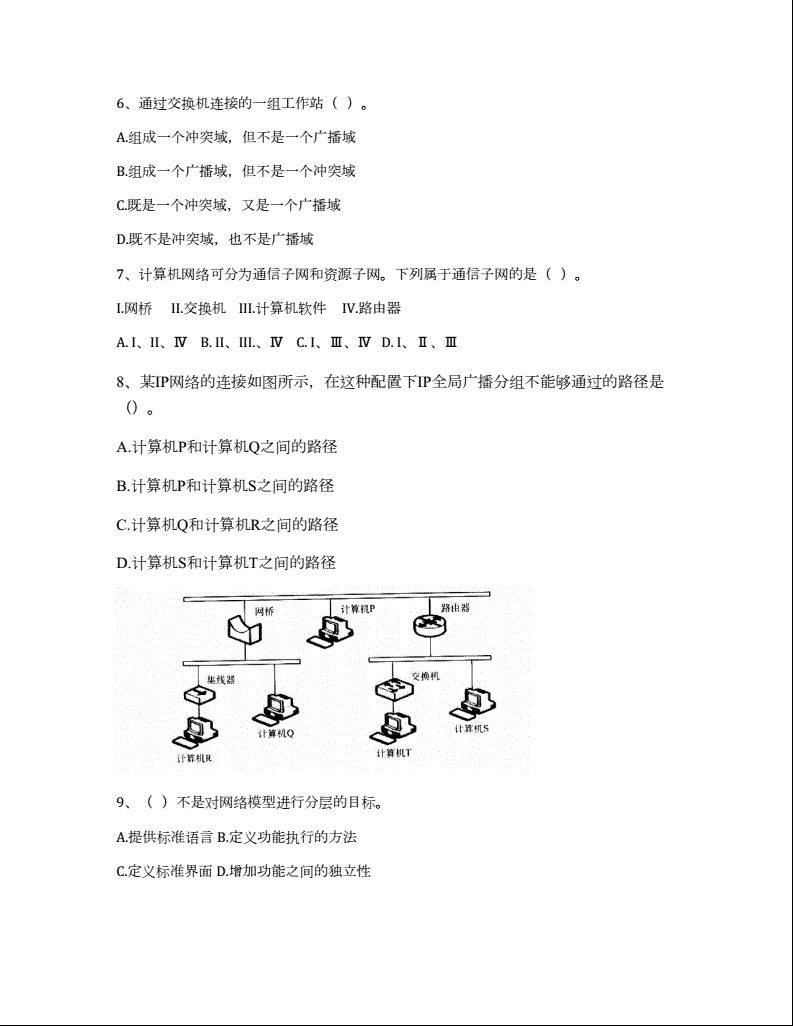 6、通过交换机连接的一组工作站（ ）。
A.组成一个冲突域，但不是一个广播域
B.组成一个广播域，但不是一个冲突域
C.既是一个冲突域，又是一个广播域
D.既不是冲突域，也不是广播域
7、计算机网络可分为通信子网和资源子网。下列属于通信子网的是（ ）。
I.网桥 II.交换机 III.计算机软件 IV.路由器
A. I、II、Ⅳ B. II、III.、Ⅳ C. I、Ⅲ、Ⅳ D. I、Ⅱ、Ⅲ
8、某IP网络的连接如图所示，在这种配置下IP全局广播分组不能够通过的路径是
（）。
A.计算机P和计算机Q之间的路径
B.计算机P和计算机S之间的路径
C.计算机Q和计算机R之间的路径
D.计算机S和计算机T之间的路径
网桥 计算机P 路由器
集线器 交换机
计算机Q 计算机S
计算机R 计算机T
9、（ ）不是对网络模型进行分层的目标。
A.提供标准语言 B.定义功能执行的方法
C.定义标准界面 D.增加功能之间的独立性